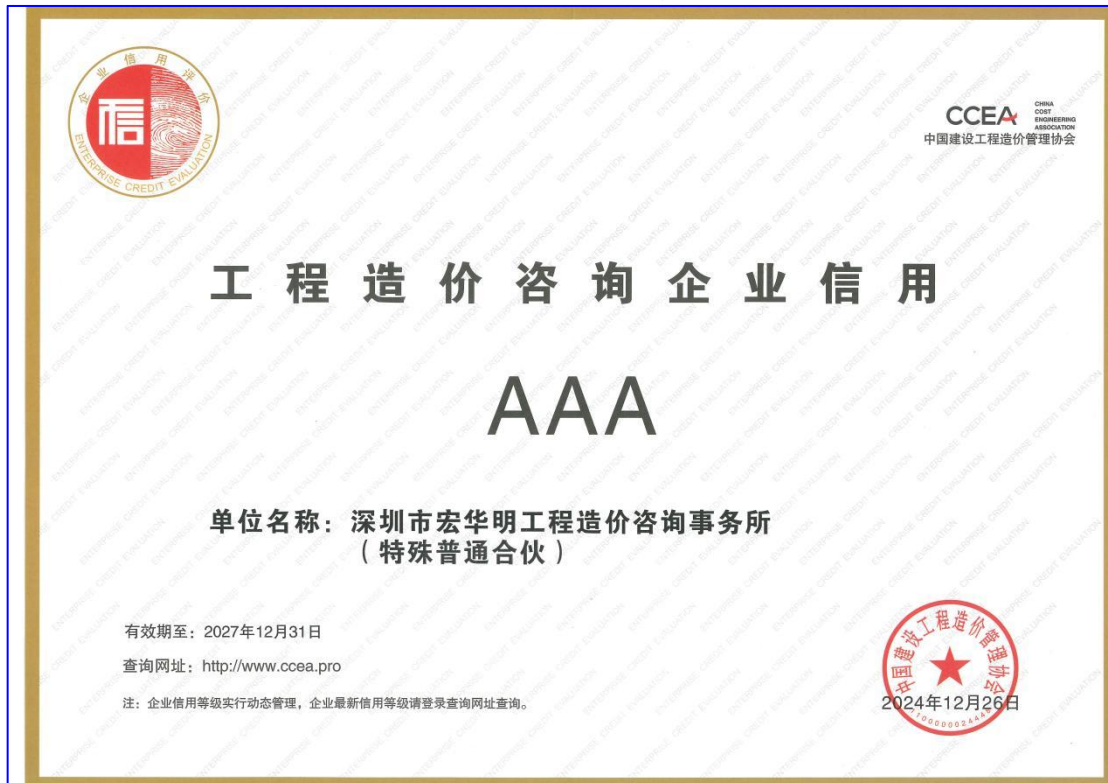 企业信用评价
信
ENTERPRISE CREDIT EVALUATION
CCEA
CHINA
COST
ENGINEERING
ASSOCIATION
中国建设工程造价管理协会
工程造价咨询企业信用
AAA
单位名称：深圳市宏华明工程造价咨询事务所
（特殊普通合伙）
有效期至：2027年12月31日
查询网址：http://www.ccea.pro
注：企业信用等级实行动态管理，企业最新信用等级请登录查询网址查询。
中国建设工程造价管理协会
2024年12月26日